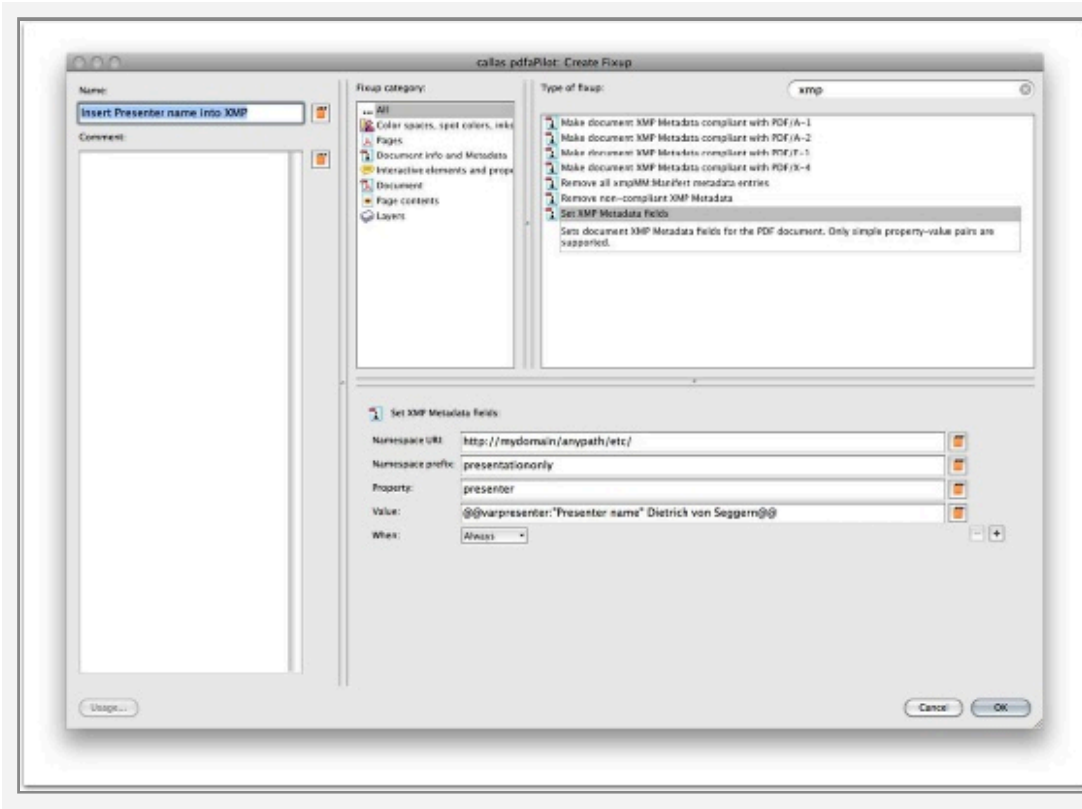 callas pdfaPilot: Create Fixup
Name:
Insert Presenter name into XMP
Comment:
Fixup category:
... All
Color spaces, spot colors, inks
Pages
Document info and Metadata
Interactive elements and prope
Document
Page contents
Layers
Type of fixup:
xmp
Make document XMP Metadata compliant with PDF/A-1
Make document XMP Metadata compliant with PDF/A-2
Make document XMP Metadata compliant with PDF/E-1
Make document XMP Metadata compliant with PDF/X-4
Remove all xmpMM:Manifest metadata entries
Remove non-compliant XMP Metadata
Set XMP Metadata fields
Sets document XMP Metadata fields for the PDF document. Only simple property-value pairs are
supported.
Set XMP Metadata fields:
Namespace URI: http://mydomain/anypath/etc/
Namespace prefix: presentationonly
Property: presenter
Value: @@varpresenter:"Presenter name" Dietrich von Seggern@@
When: Always
Usage...
Cancel
OK